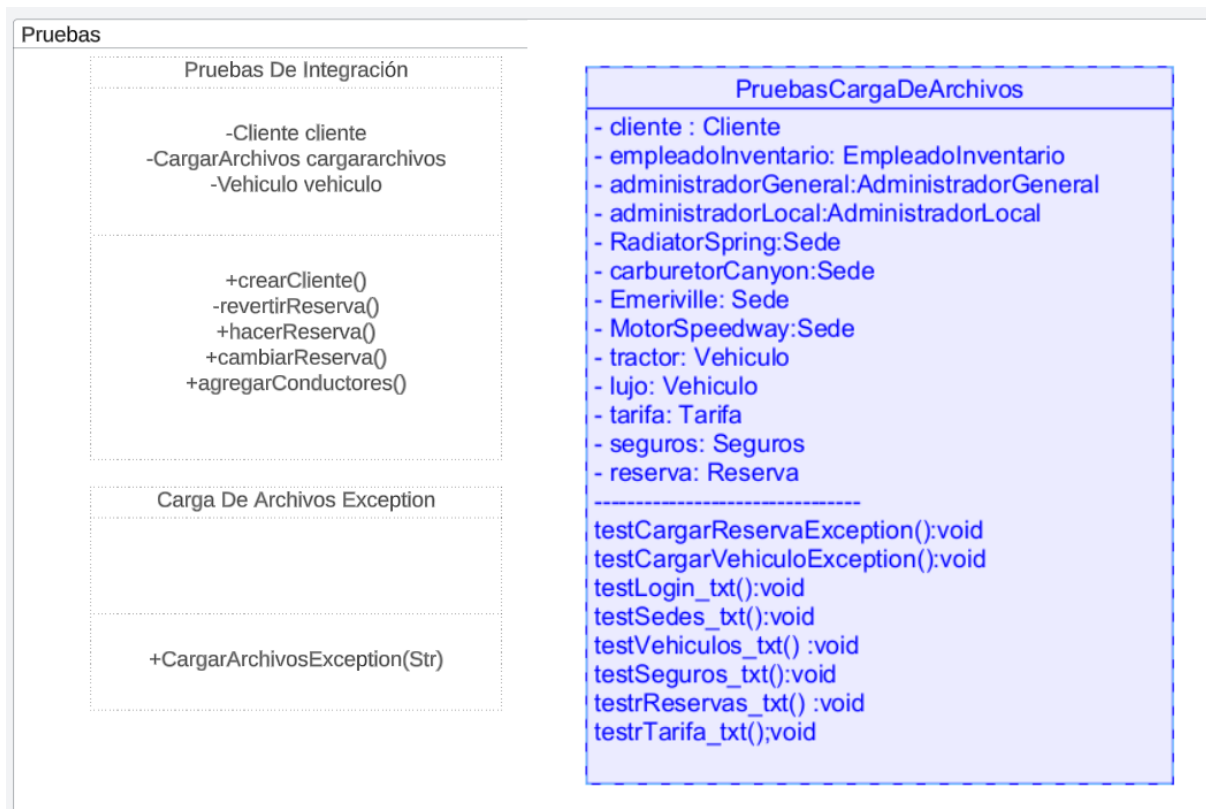 Pruebas
Pruebas De Integración
-Cliente cliente
-CargarArchivos cargararchivos
-Vehiculo vehiculo
+crearCliente()
-revertirReserva()
+hacerReserva()
+cambiarReserva()
+agregarConductores()
Carga De Archivos Exception
+CargarArchivosException(Str)
PruebasCargaDeArchivos
- cliente : Cliente
- empleadoInventario: EmpleadoInventario
- administradorGeneral:AdministradorGeneral
- administradorLocal:AdministradorLocal
- RadiatorSpring:Sede
- carburetorCanyon:Sede
- Emeriville: Sede
- MotorSpeedway:Sede
- tractor: Vehiculo
- lujo: Vehiculo
- tarifa: Tarifa
- seguros: Seguros
- reserva: Reserva
--------------------------------
testCargarReservaException():void
testCargarVehiculoException():void
testLogin_txt():void
testSedes_txt():void
testVehiculos_txt() :void
testSeguros_txt():void
testrReservas_txt() :void
testrTarifa_txt();void